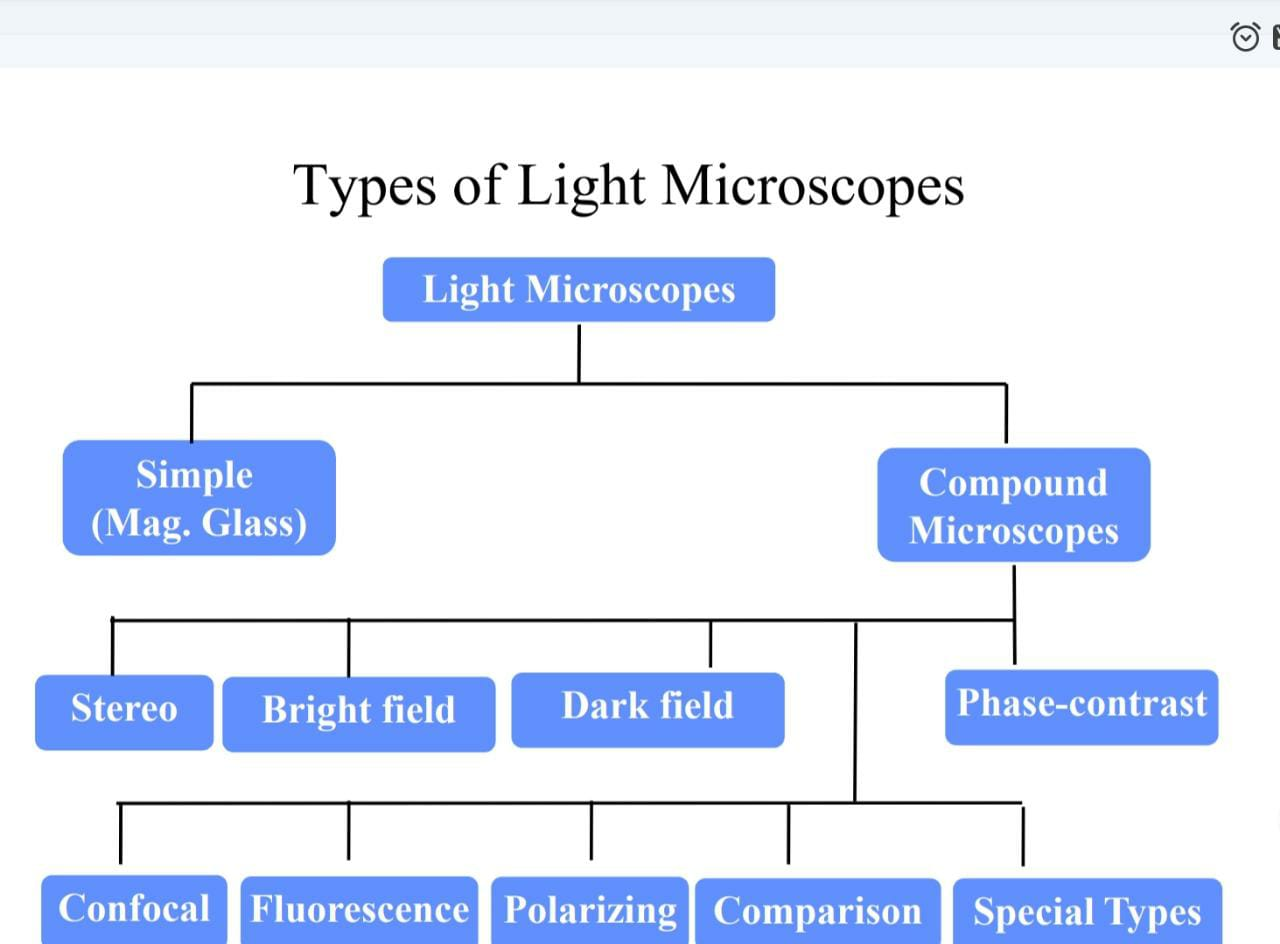 Types of Light Microscopes
Light Microscopes
Simple
(Mag. Glass)
Compound
Microscopes
Stereo
Bright field
Dark field
Phase-contrast
Confocal
Fluorescence
Polarizing
Comparison
Special Types